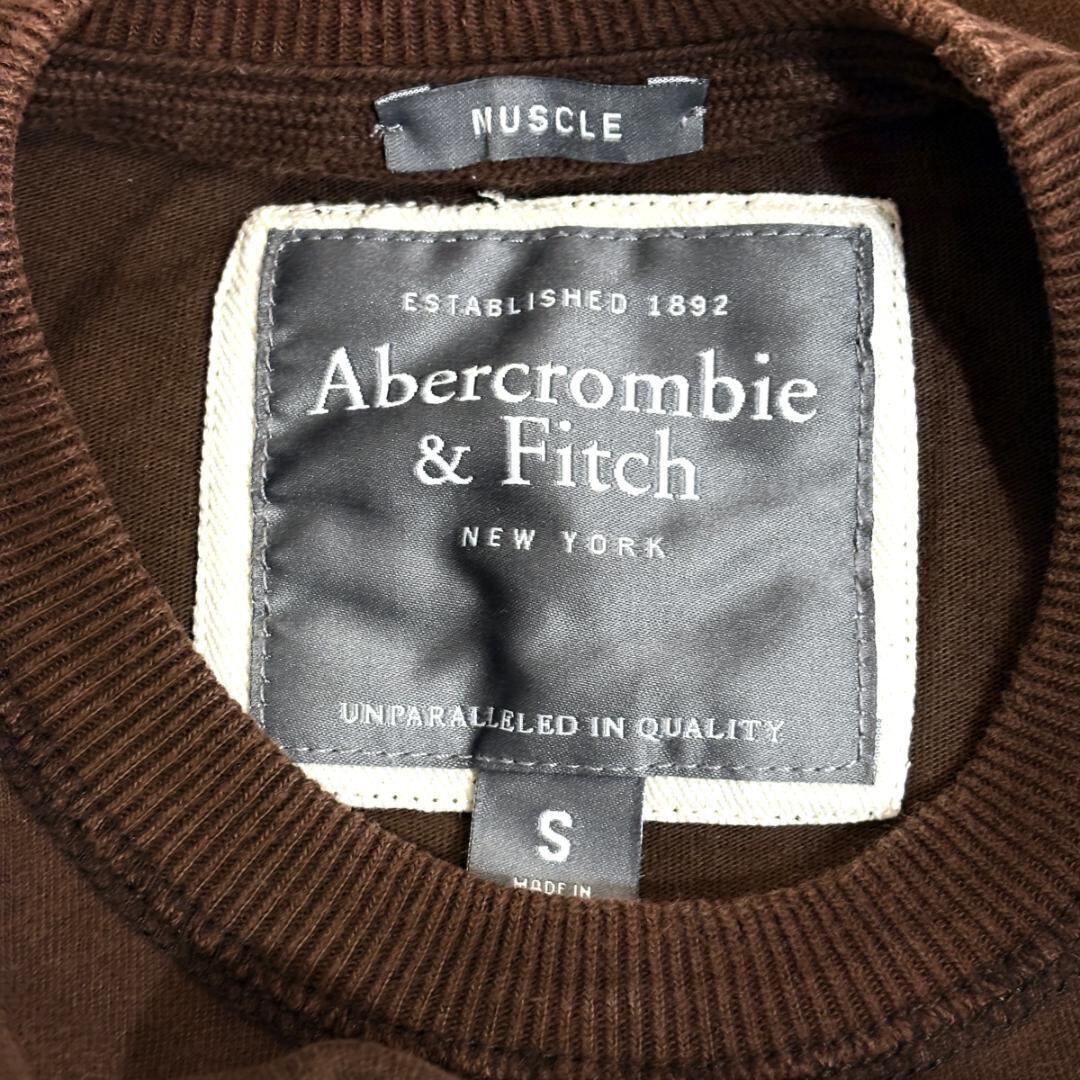 MUSCLE
ESTABLISHED 1892
Abercrombie
& Fitch
NEW YORK
UNPARALLELED IN QUALITY
S
MADE IN